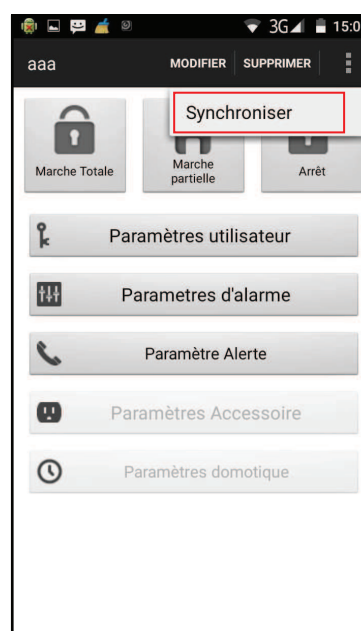 3G 15:0
aaa MODIFIER SUPPRIMER
Synchroniser
Marche Totale
Marche
partielle
Arrêt
Paramètres utilisateur
Parametres d'alarme
Paramètre Alerte
Paramètres Accessoire
Paramètres domotique